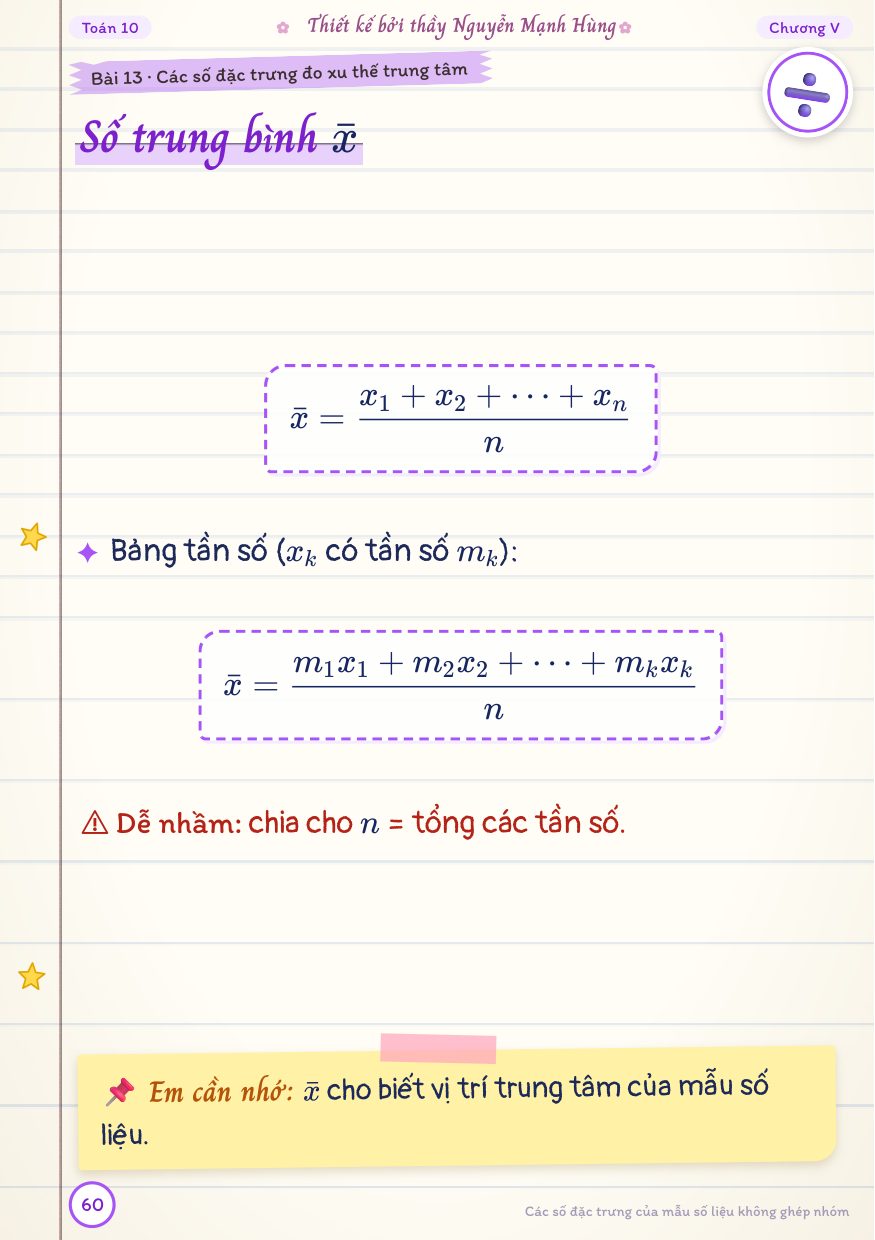 Toán 10
Thiết kế bởi thầy Nguyễn Mạnh Hùng
Chương V
Bài 13 · Các số đặc trưng đo xu thế trung tâm
Số trung bình x̄
x̄ = (x₁ + x₂ + ··· + xₙ) / n
Bảng tần số (xₖ có tần số mₖ):
x̄ = (m₁x₁ + m₂x₂ + ··· + mₖxₖ) / n
⚠ Dễ nhầm: chia cho n = tổng các tần số.
📌 Em cần nhớ: x̄ cho biết vị trí trung tâm của mẫu số
liệu.
60
Các số đặc trưng của mẫu số liệu không ghép nhóm